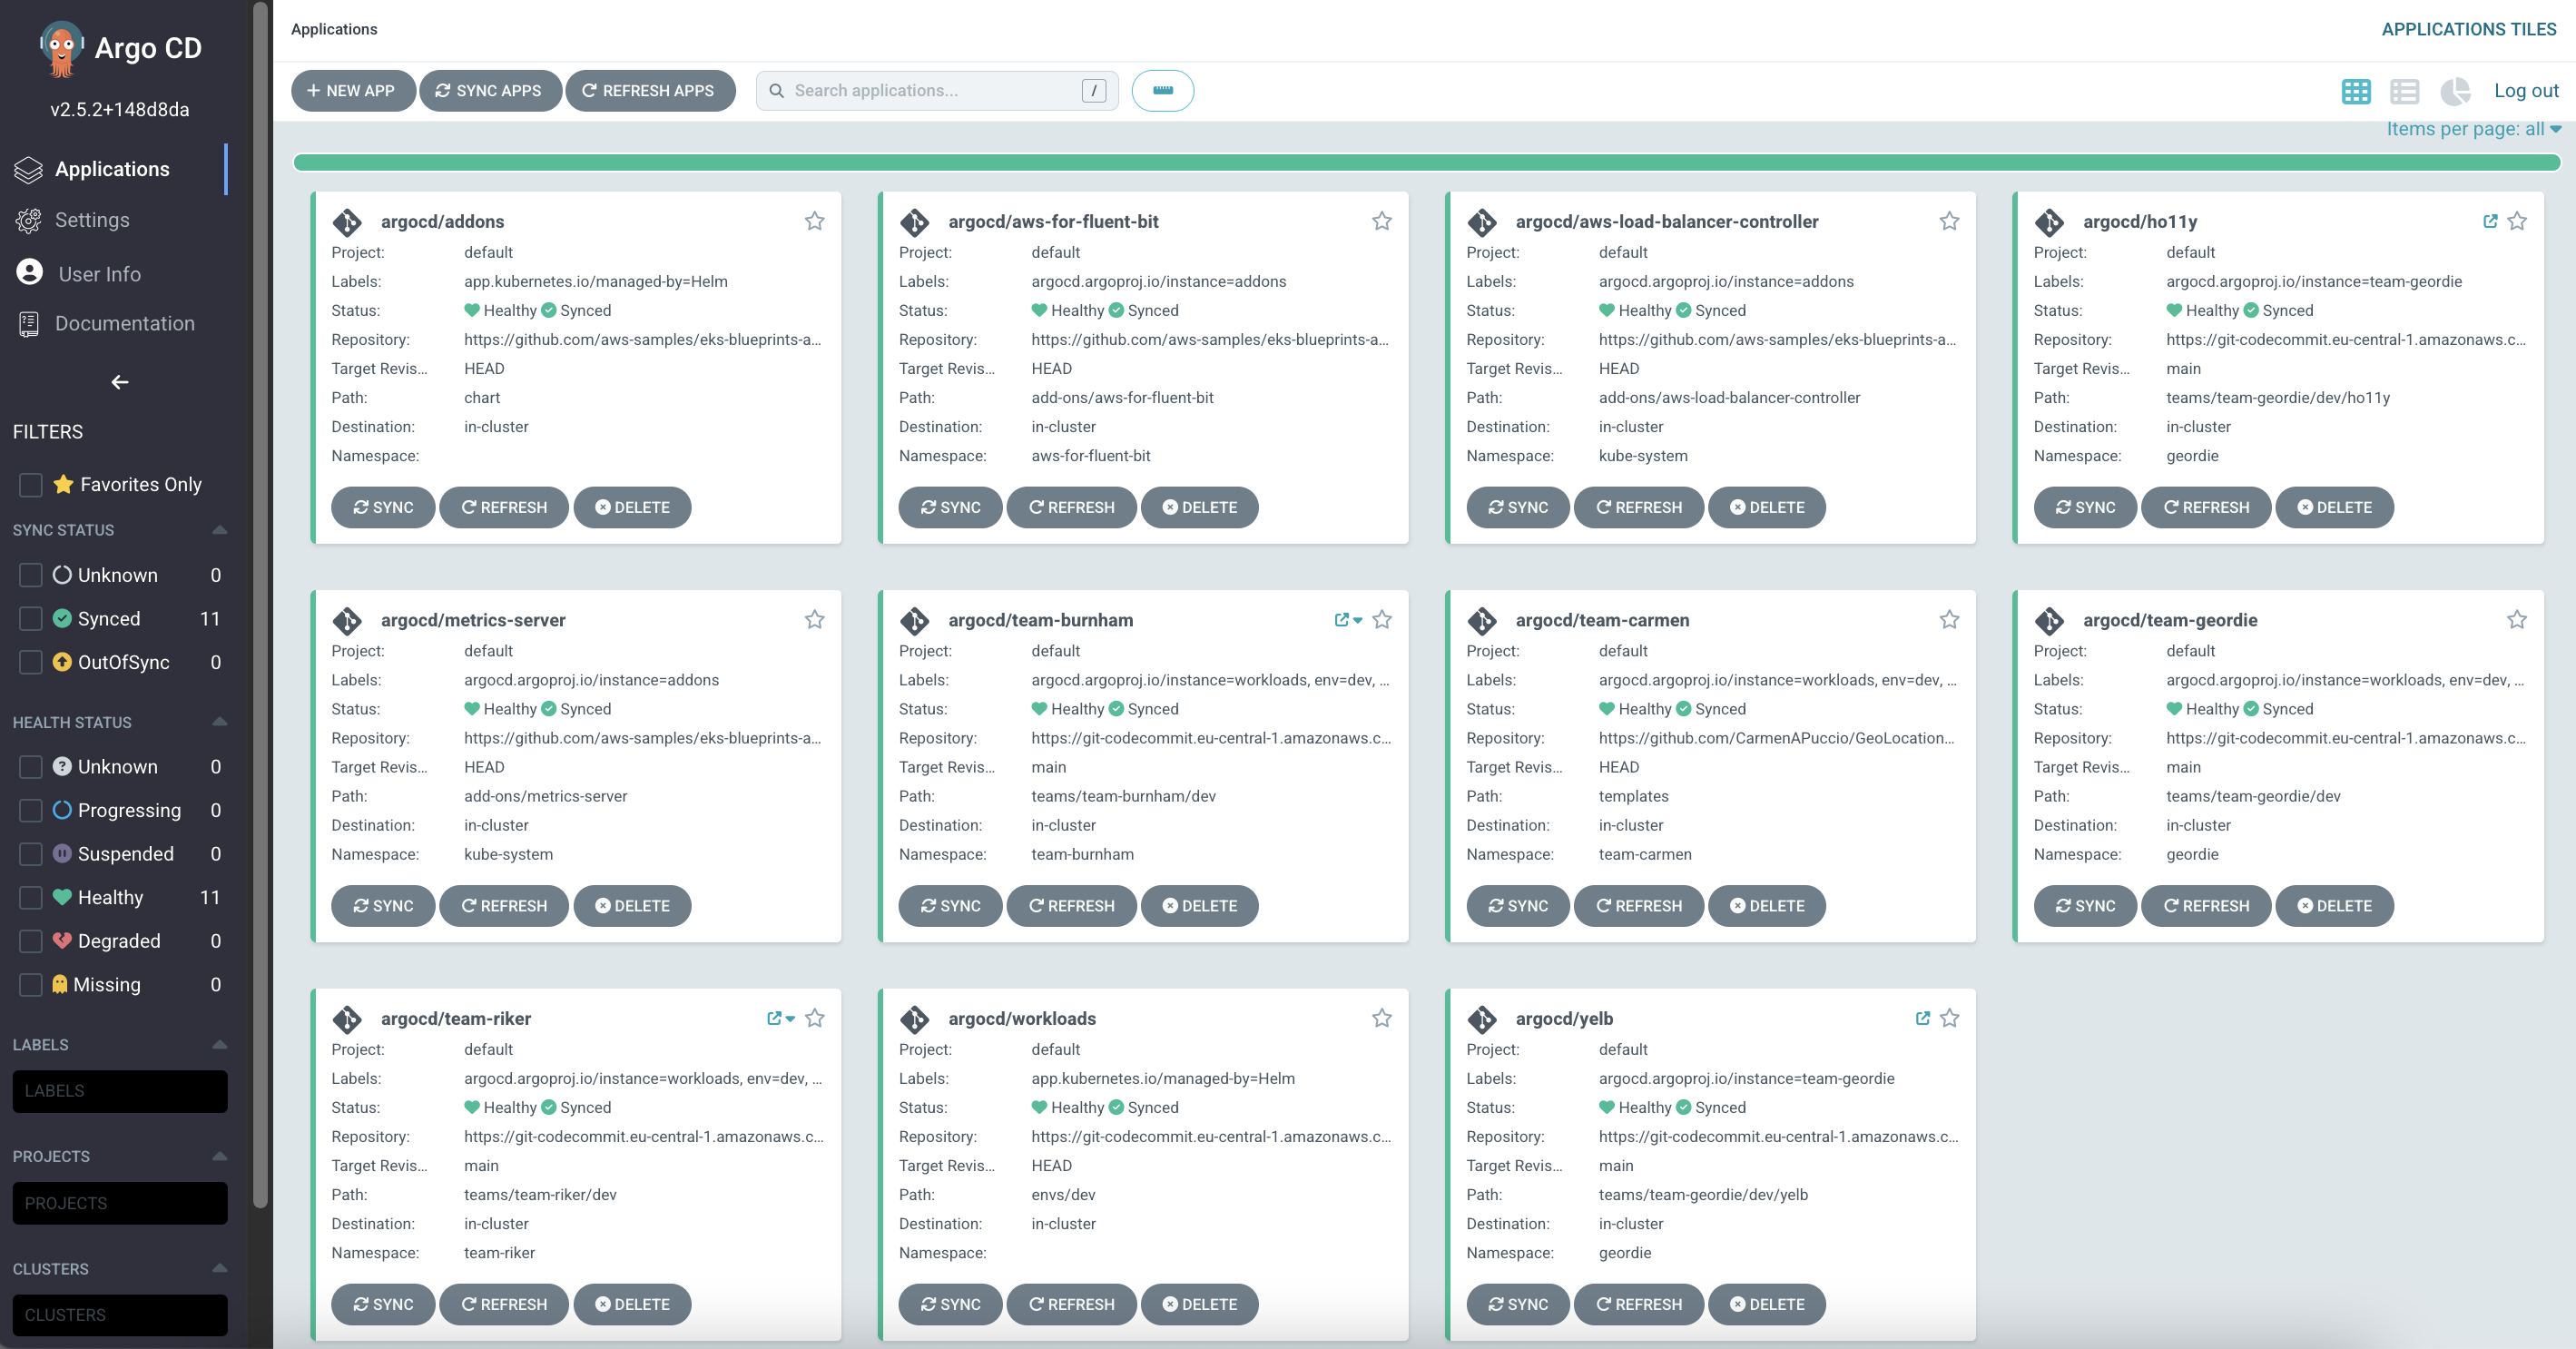 Argo CD
v2.5.2+148d8da
Applications
Settings
User Info
Documentation
FILTERS
Favorites Only
SYNC STATUS
Unknown 0
Synced 11
OutOfSync 0
HEALTH STATUS
Unknown 0
Progressing 0
Suspended 0
Healthy 11
Degraded 0
Missing 0
LABELS
LABELS
PROJECTS
PROJECTS
CLUSTERS
CLUSTERS
Applications
APPLICATIONS TILES
NEW APP SYNC APPS REFRESH APPS Search applications... / Log out
Items per page: all
argocd/addons
Project: default
Labels: app.kubernetes.io/managed-by=Helm
Status: Healthy Synced
Repository: https://github.com/aws-samples/eks-blueprints-a...
Target Revis... HEAD
Path: chart
Destination: in-cluster
Namespace:
SYNC REFRESH DELETE
argocd/aws-for-fluent-bit
Project: default
Labels: argocd.argoproj.io/instance=addons
Status: Healthy Synced
Repository: https://github.com/aws-samples/eks-blueprints-a...
Target Revis... HEAD
Path: add-ons/aws-for-fluent-bit
Destination: in-cluster
Namespace: aws-for-fluent-bit
SYNC REFRESH DELETE
argocd/aws-load-balancer-controller
Project: default
Labels: argocd.argoproj.io/instance=addons
Status: Healthy Synced
Repository: https://github.com/aws-samples/eks-blueprints-a...
Target Revis... HEAD
Path: add-ons/aws-load-balancer-controller
Destination: in-cluster
Namespace: kube-system
SYNC REFRESH DELETE
argocd/ho11y
Project: default
Labels: argocd.argoproj.io/instance=team-geordie
Status: Healthy Synced
Repository: https://git-codecommit.eu-central-1.amazonaws.c...
Target Revis... main
Path: teams/team-geordie/dev/ho11y
Destination: in-cluster
Namespace: geordie
SYNC REFRESH DELETE
argocd/metrics-server
Project: default
Labels: argocd.argoproj.io/instance=addons
Status: Healthy Synced
Repository: https://github.com/aws-samples/eks-blueprints-a...
Target Revis... HEAD
Path: add-ons/metrics-server
Destination: in-cluster
Namespace: kube-system
SYNC REFRESH DELETE
argocd/team-burnham
Project: default
Labels: argocd.argoproj.io/instance=workloads, env=dev, ...
Status: Healthy Synced
Repository: https://git-codecommit.eu-central-1.amazonaws.c...
Target Revis... main
Path: teams/team-burnham/dev
Destination: in-cluster
Namespace: team-burnham
SYNC REFRESH DELETE
argocd/team-carmen
Project: default
Labels: argocd.argoproj.io/instance=workloads, env=dev, ...
Status: Healthy Synced
Repository: https://github.com/CarmenAPuccio/GeoLocation...
Target Revis... HEAD
Path: templates
Destination: in-cluster
Namespace: team-carmen
SYNC REFRESH DELETE
argocd/team-geordie
Project: default
Labels: argocd.argoproj.io/instance=workloads, env=dev, ...
Status: Healthy Synced
Repository: https://git-codecommit.eu-central-1.amazonaws.c...
Target Revis... main
Path: teams/team-geordie/dev
Destination: in-cluster
Namespace: geordie
SYNC REFRESH DELETE
argocd/team-riker
Project: default
Labels: argocd.argoproj.io/instance=workloads, env=dev, ...
Status: Healthy Synced
Repository: https://git-codecommit.eu-central-1.amazonaws.c...
Target Revis... main
Path: teams/team-riker/dev
Destination: in-cluster
Namespace: team-riker
SYNC REFRESH DELETE
argocd/workloads
Project: default
Labels: app.kubernetes.io/managed-by=Helm
Status: Healthy Synced
Repository: https://git-codecommit.eu-central-1.amazonaws.c...
Target Revis... HEAD
Path: envs/dev
Destination: in-cluster
Namespace:
SYNC REFRESH DELETE
argocd/yelb
Project: default
Labels: argocd.argoproj.io/instance=team-geordie
Status: Healthy Synced
Repository: https://git-codecommit.eu-central-1.amazonaws.c...
Target Revis... main
Path: teams/team-geordie/dev/yelb
Destination: in-cluster
Namespace: geordie
SYNC REFRESH DELETE